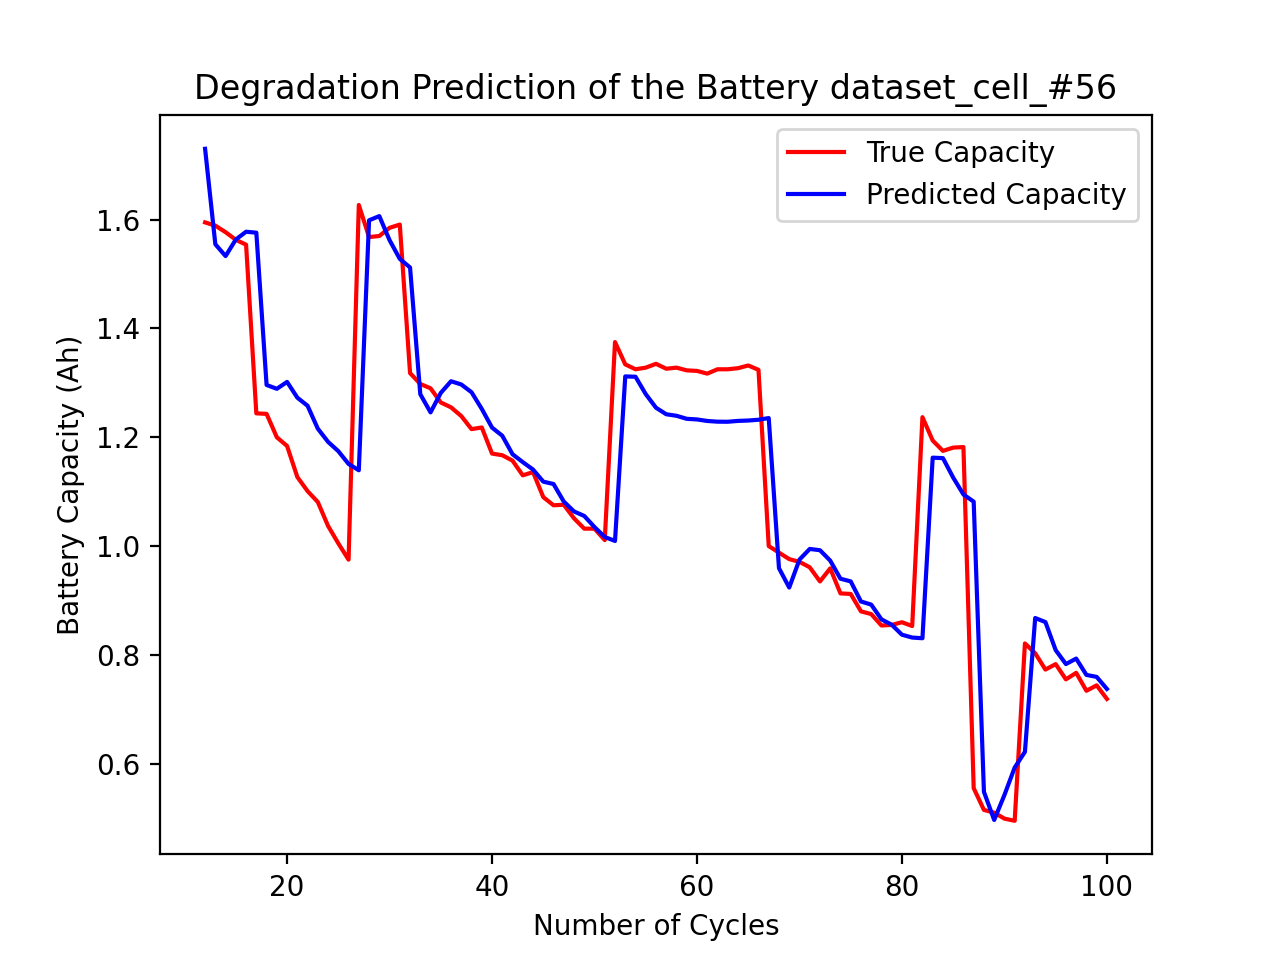 Degradation Prediction of the Battery dataset_cell_#56
True Capacity
Predicted Capacity
Battery Capacity (Ah)
1.6
1.4
1.2
1.0
0.8
0.6
20 40 60 80 100
Number of Cycles